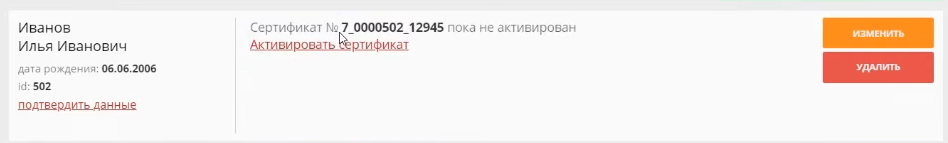 Иванов
Илья Иванович
дата рождения: 06.06.2006
id: 502
подтвердить данные
Сертификат № 7_0000502_12945 пока не активирован
Активировать сертификат
ИЗМЕНИТЬ
УДАЛИТЬ